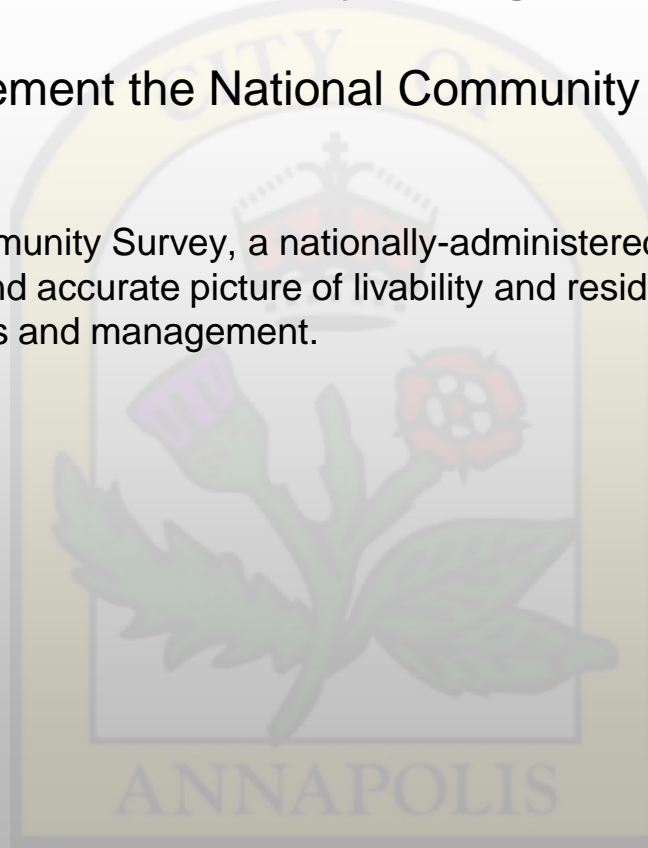 CITY OF
ement the National Community
munity Survey, a nationally-administered
nd accurate picture of livability and resid
s and management.
ANNAPOLIS